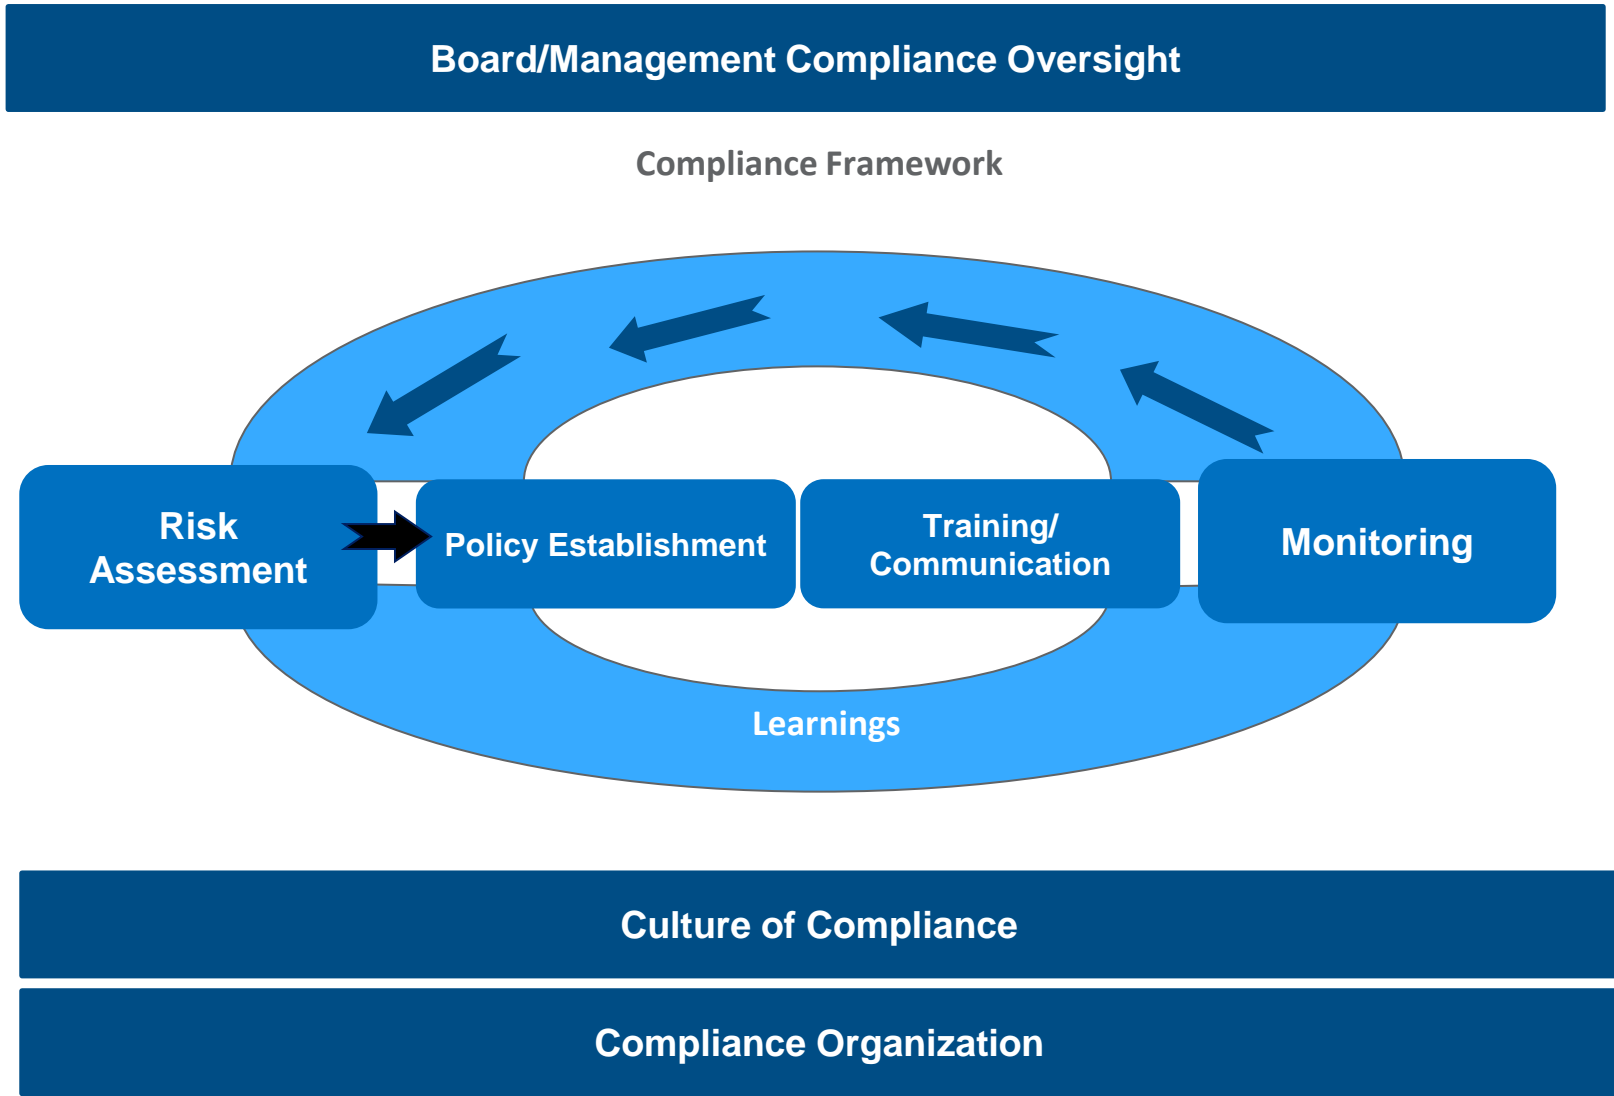 Board/Management Compliance Oversight
Compliance Framework
Risk
Assessment
Policy Establishment
Training/
Communication
Monitoring
Learnings
Culture of Compliance
Compliance Organization